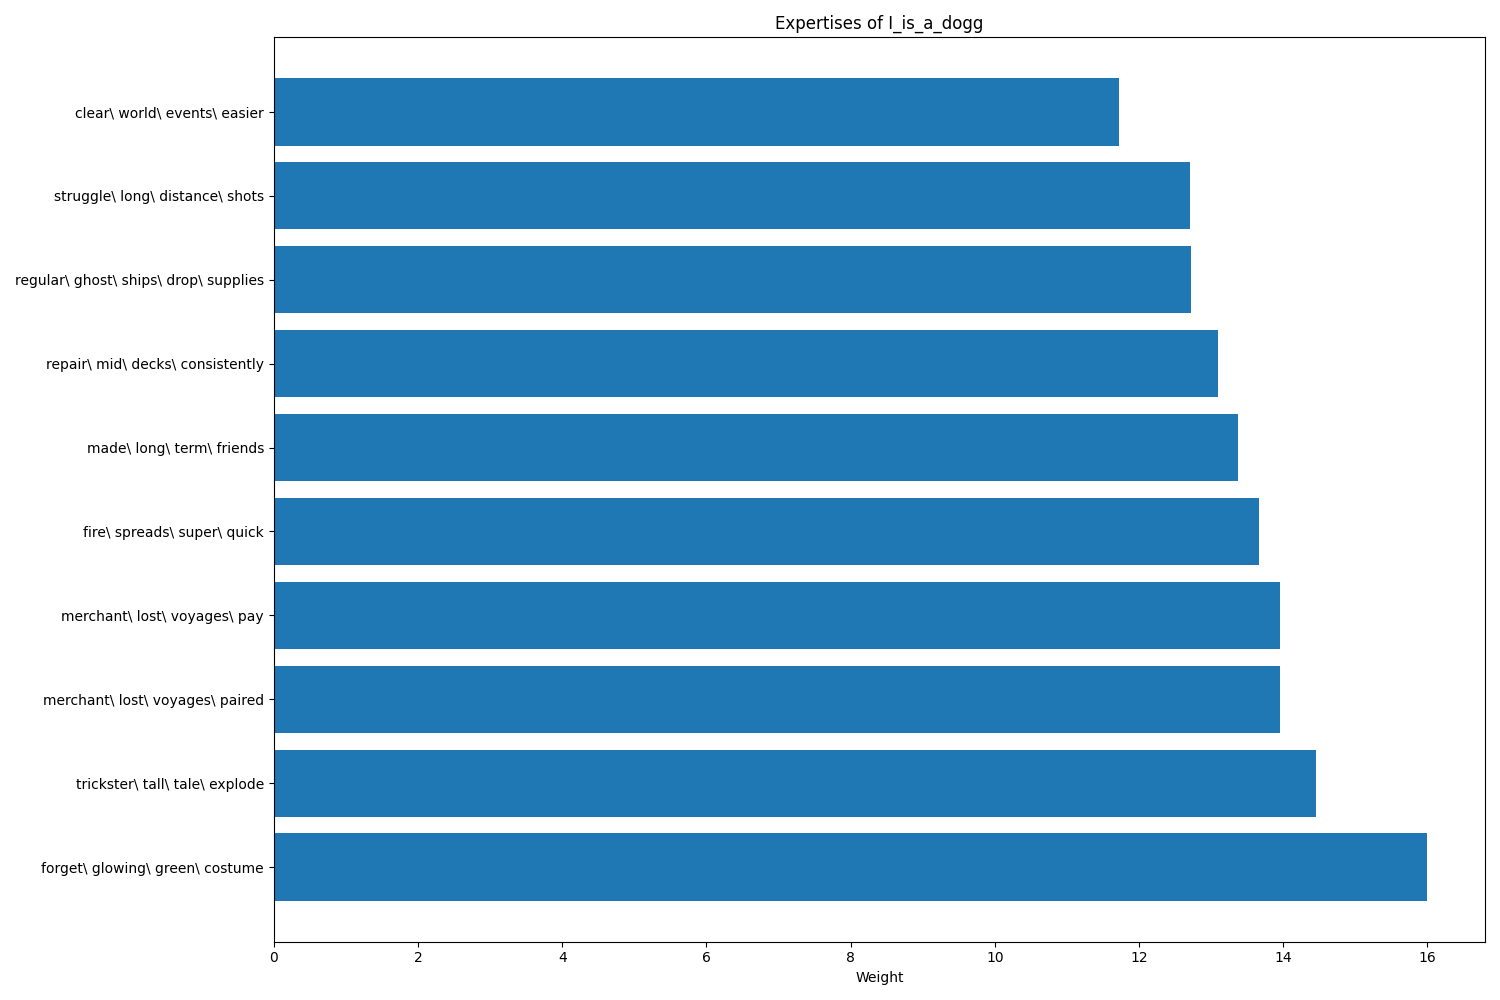 Expertises of I_is_a_dogg
clear\ world\ events\ easier
struggle\ long\ distance\ shots
regular\ ghost\ ships\ drop\ supplies
repair\ mid\ decks\ consistently
made\ long\ term\ friends
fire\ spreads\ super\ quick
merchant\ lost\ voyages\ pay
merchant\ lost\ voyages\ paired
trickster\ tall\ tale\ explode
forget\ glowing\ green\ costume
0 2 4 6 8 10 12 14 16
Weight